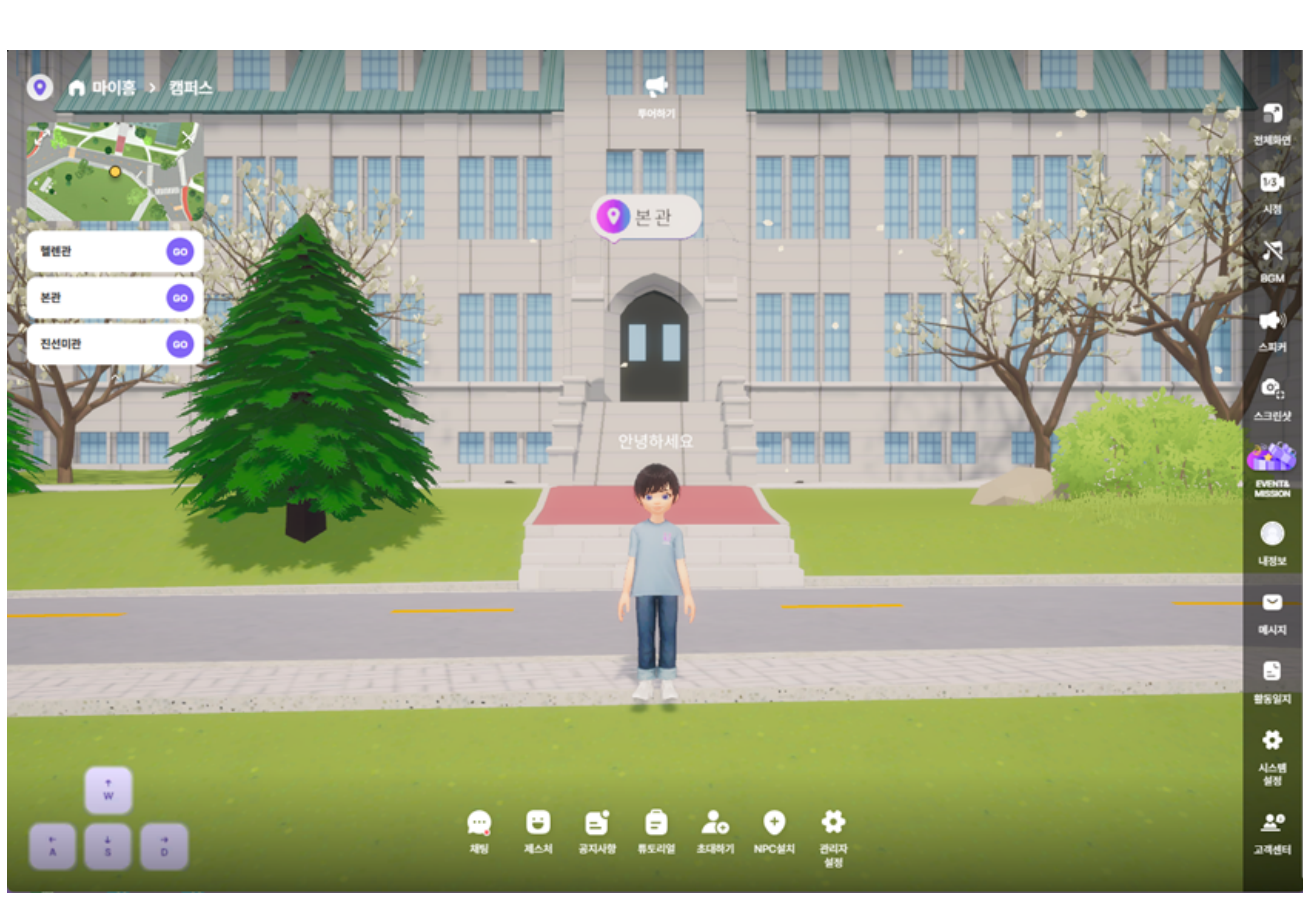 마이홈 > 캠퍼스
투어하기
헬렌관 GO
본관 GO
진선미관 GO
본관
안녕하세요
전체화면
1/3
시점
BGM
스피커
스크린샷
EVENT&
MISSION
내정보
메시지
활동일지
시스템
설정
고객센터
W
A
S
D
채팅
제스처
공지사항
튜토리얼
초대하기
NPC설치
관리자
설정